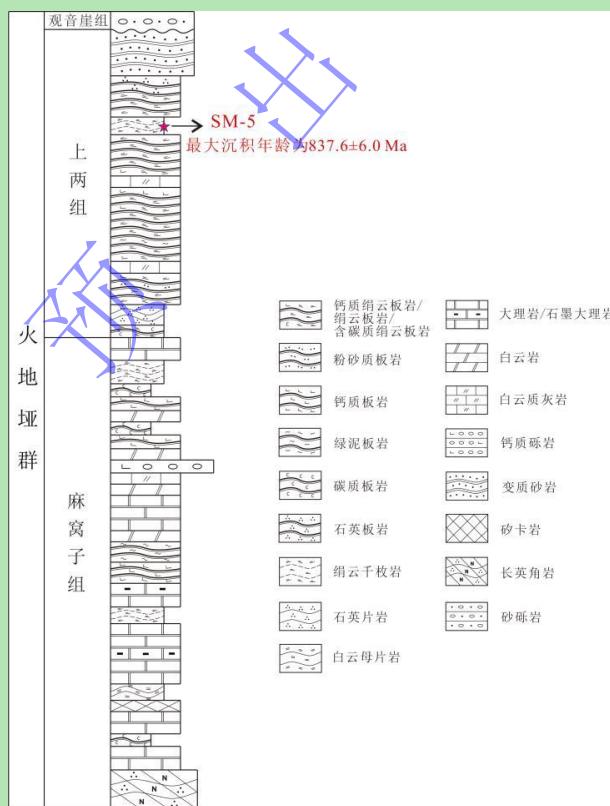 观音崖组
上两组
火地垭群
麻窝子组
SM-5
最大沉积年龄为837.6±6.0 Ma
钙质绢云板岩/
绢云板岩/
含碳质绢云板岩
粉砂质板岩
钙质板岩
绿泥板岩
碳质板岩
石英板岩
绢云千枚岩
石英片岩
白云母片岩
大理岩/石墨大理岩
白云岩
白云质灰岩
钙质砾岩
变质砂岩
矽卡岩
长英角岩
砂砾岩